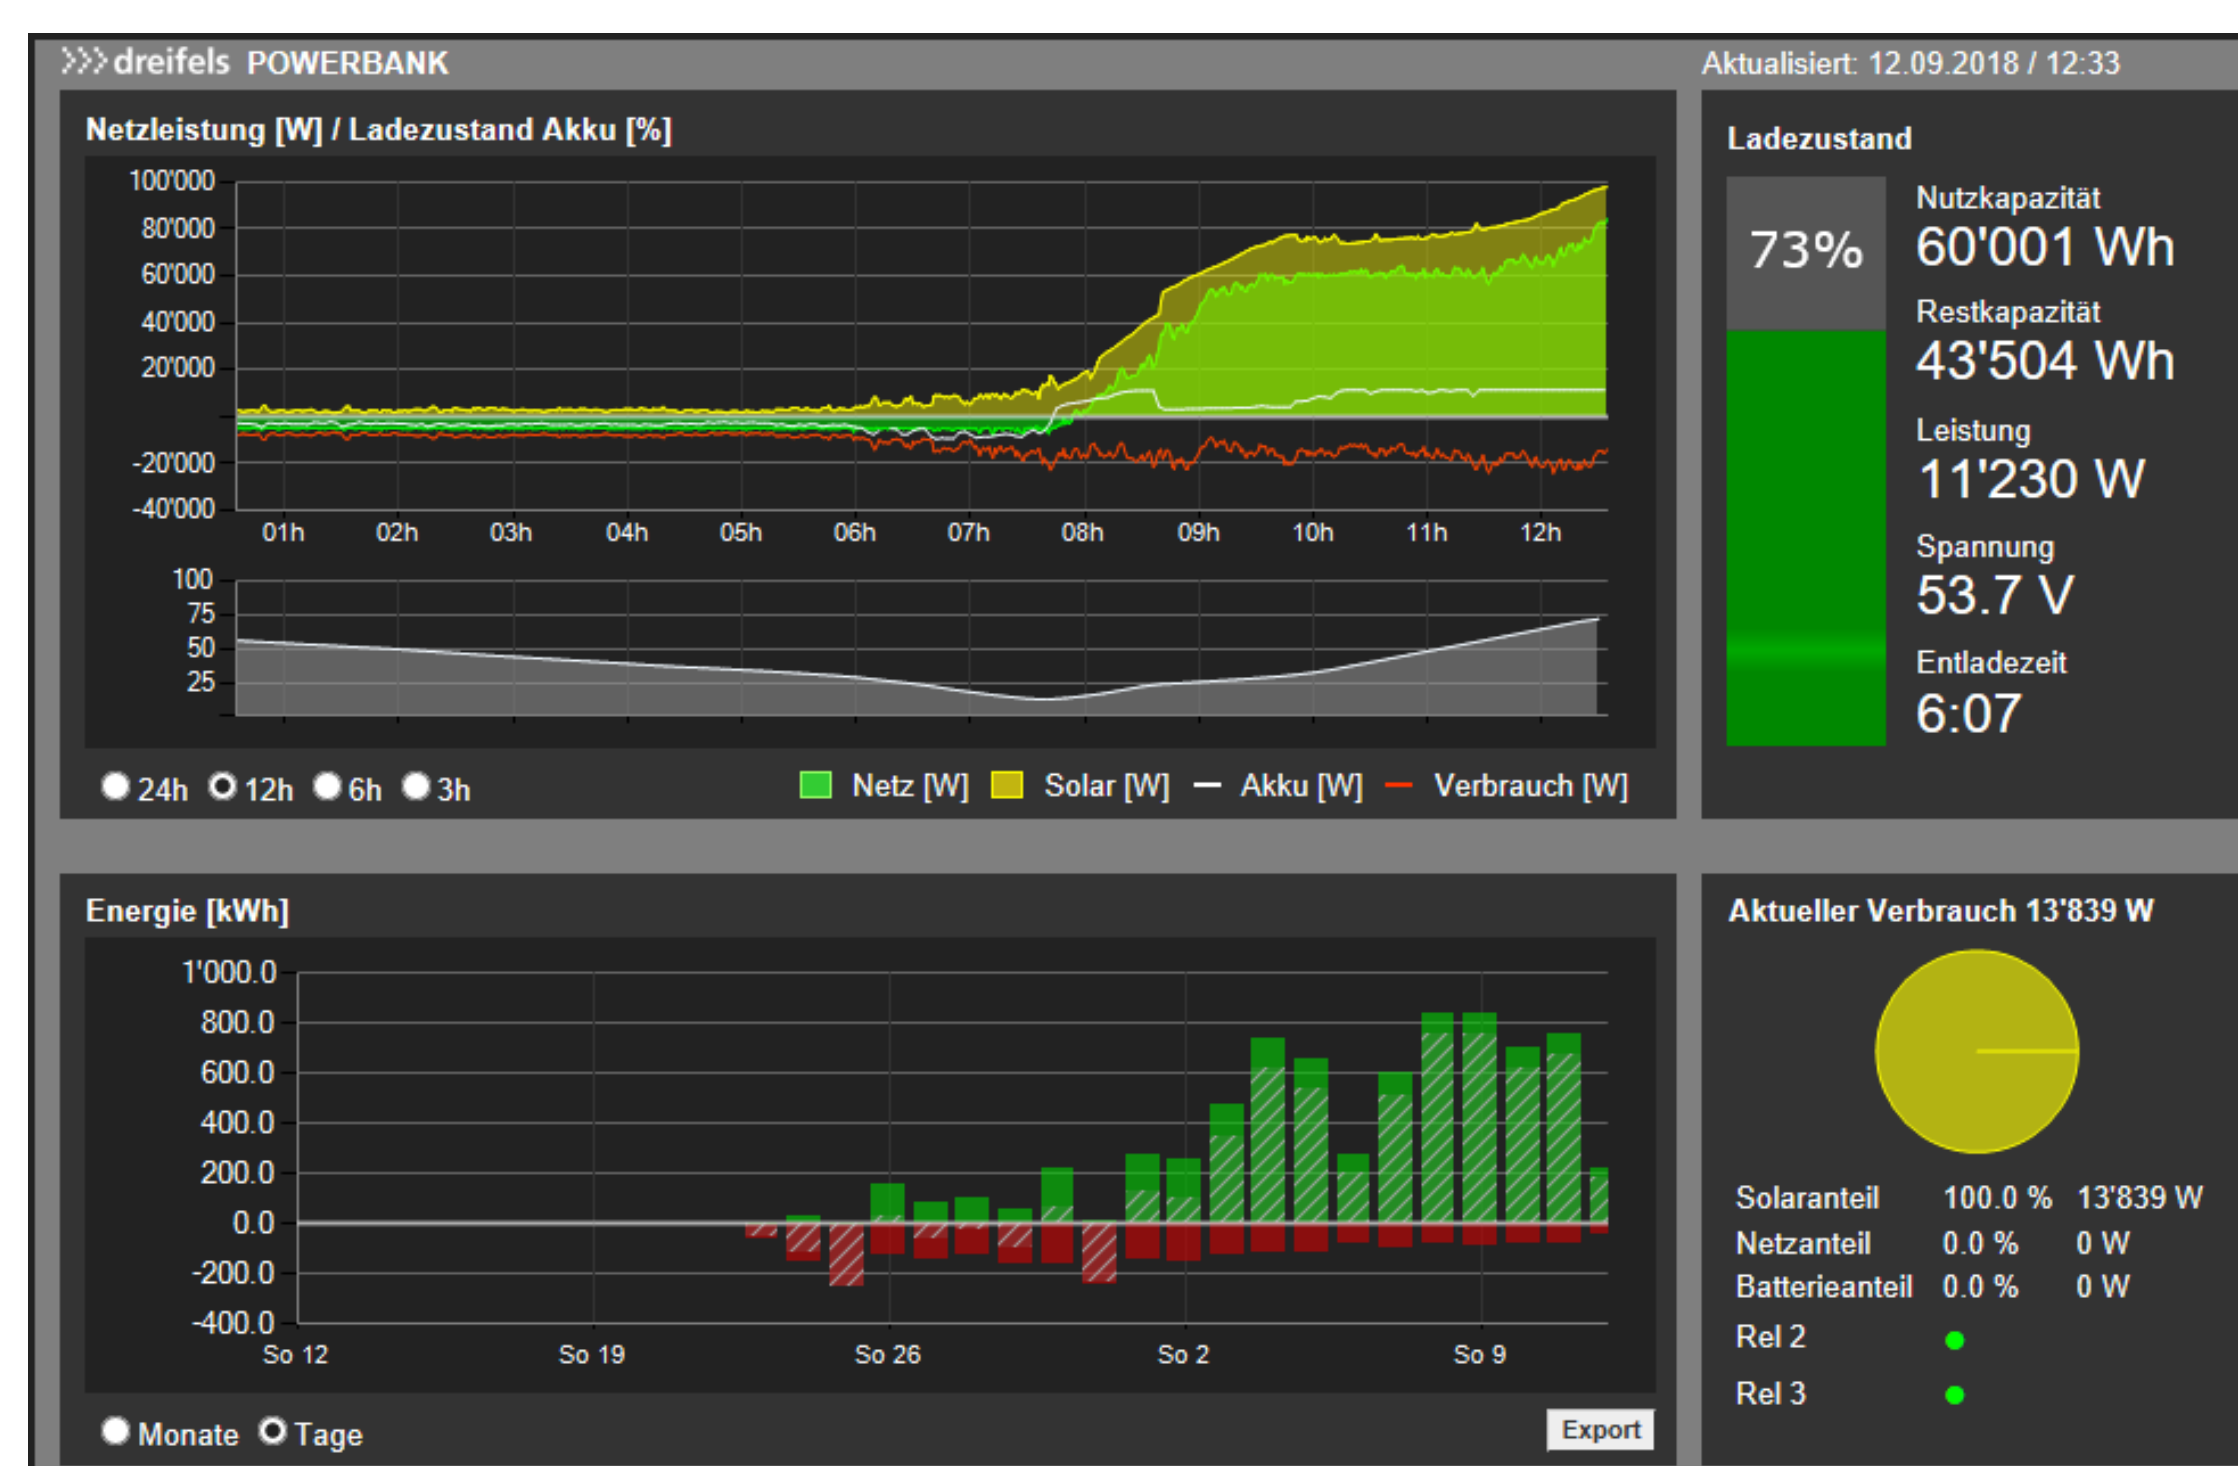 dreifels POWERBANK
Aktualisiert: 12.09.2018 / 12:33
Netzleistung [W] / Ladezustand Akku [%]
100'000
80'000
60'000
40'000
20'000
-20'000
-40'000
01h 02h 03h 04h 05h 06h 07h 08h 09h 10h 11h 12h
100
75
50
25
24h 12h 6h 3h
Netz [W] Solar [W] Akku [W] Verbrauch [W]
Ladezustand
73%
Nutzkapazität
60'001 Wh
Restkapazität
43'504 Wh
Leistung
11'230 W
Spannung
53.7 V
Entladezeit
6:07
Energie [kWh]
1'000.0
800.0
600.0
400.0
200.0
0.0
-200.0
-400.0
So 12 So 19 So 26 So 2 So 9
Monate Tage
Export
Aktueller Verbrauch 13'839 W
Solaranteil 100.0 % 13'839 W
Netzanteil 0.0 % 0 W
Batterieanteil 0.0 % 0 W
Rel 2
Rel 3